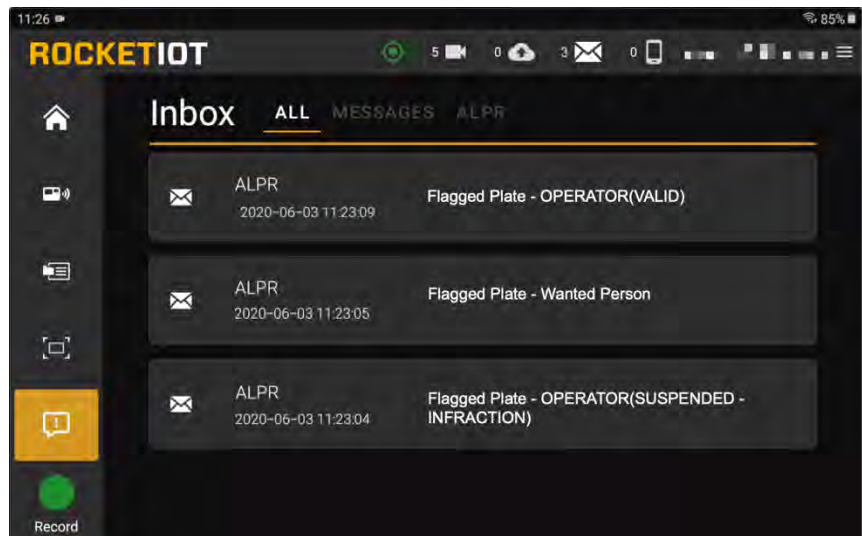 11:26 85%
ROCKETIOT 5 0 3 0
Inbox ALL MESSAGES ALPR
ALPR
2020-06-03 11:23:09
Flagged Plate - OPERATOR(VALID)
ALPR
2020-06-03 11:23:05
Flagged Plate - Wanted Person
ALPR
2020-06-03 11:23:04
Flagged Plate - OPERATOR(SUSPENDED -
INFRACTION)
Record